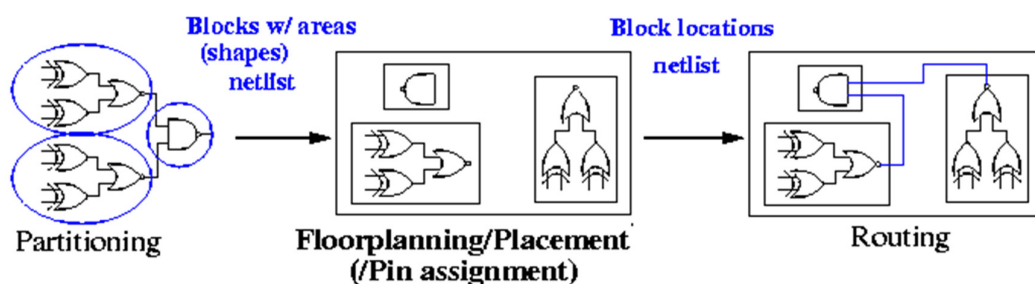 Blocks w/ areas
(shapes)
netlist
Block locations
netlist
Partitioning
Floorplanning/Placement
(/Pin assignment)
Routing